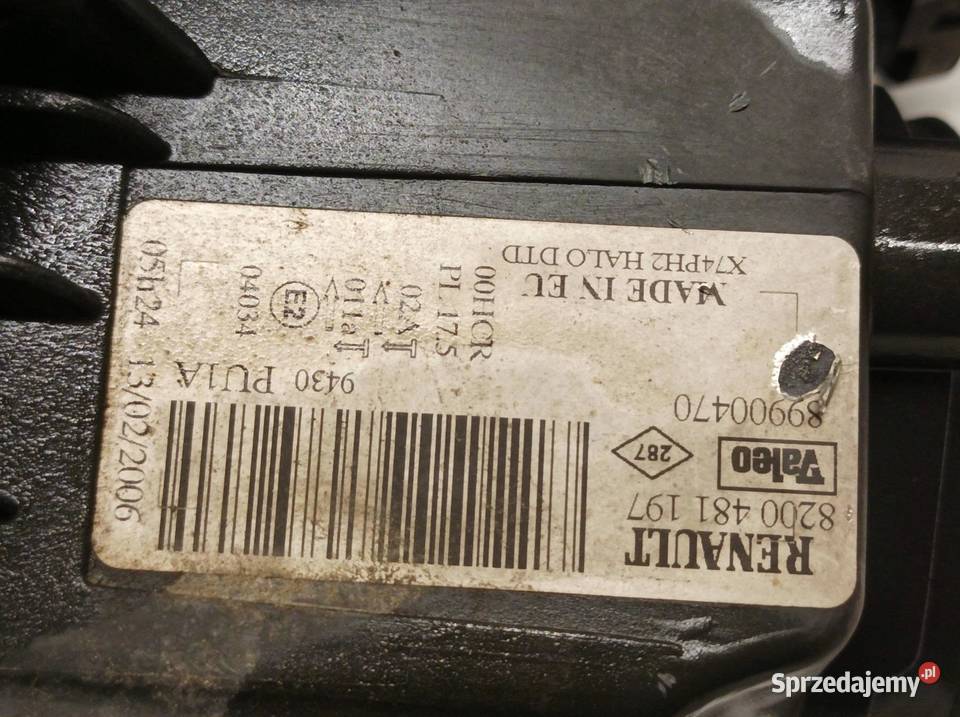 RENAULT
8200 481 197
Valeo
287
89900470
MADE IN EU
X74PH2 HALO DTD
00HCR
PL 17.5
02A
011a
E2
04034
9430 PU1A
05h24 13/02/2006
Sprzedajemy.pl